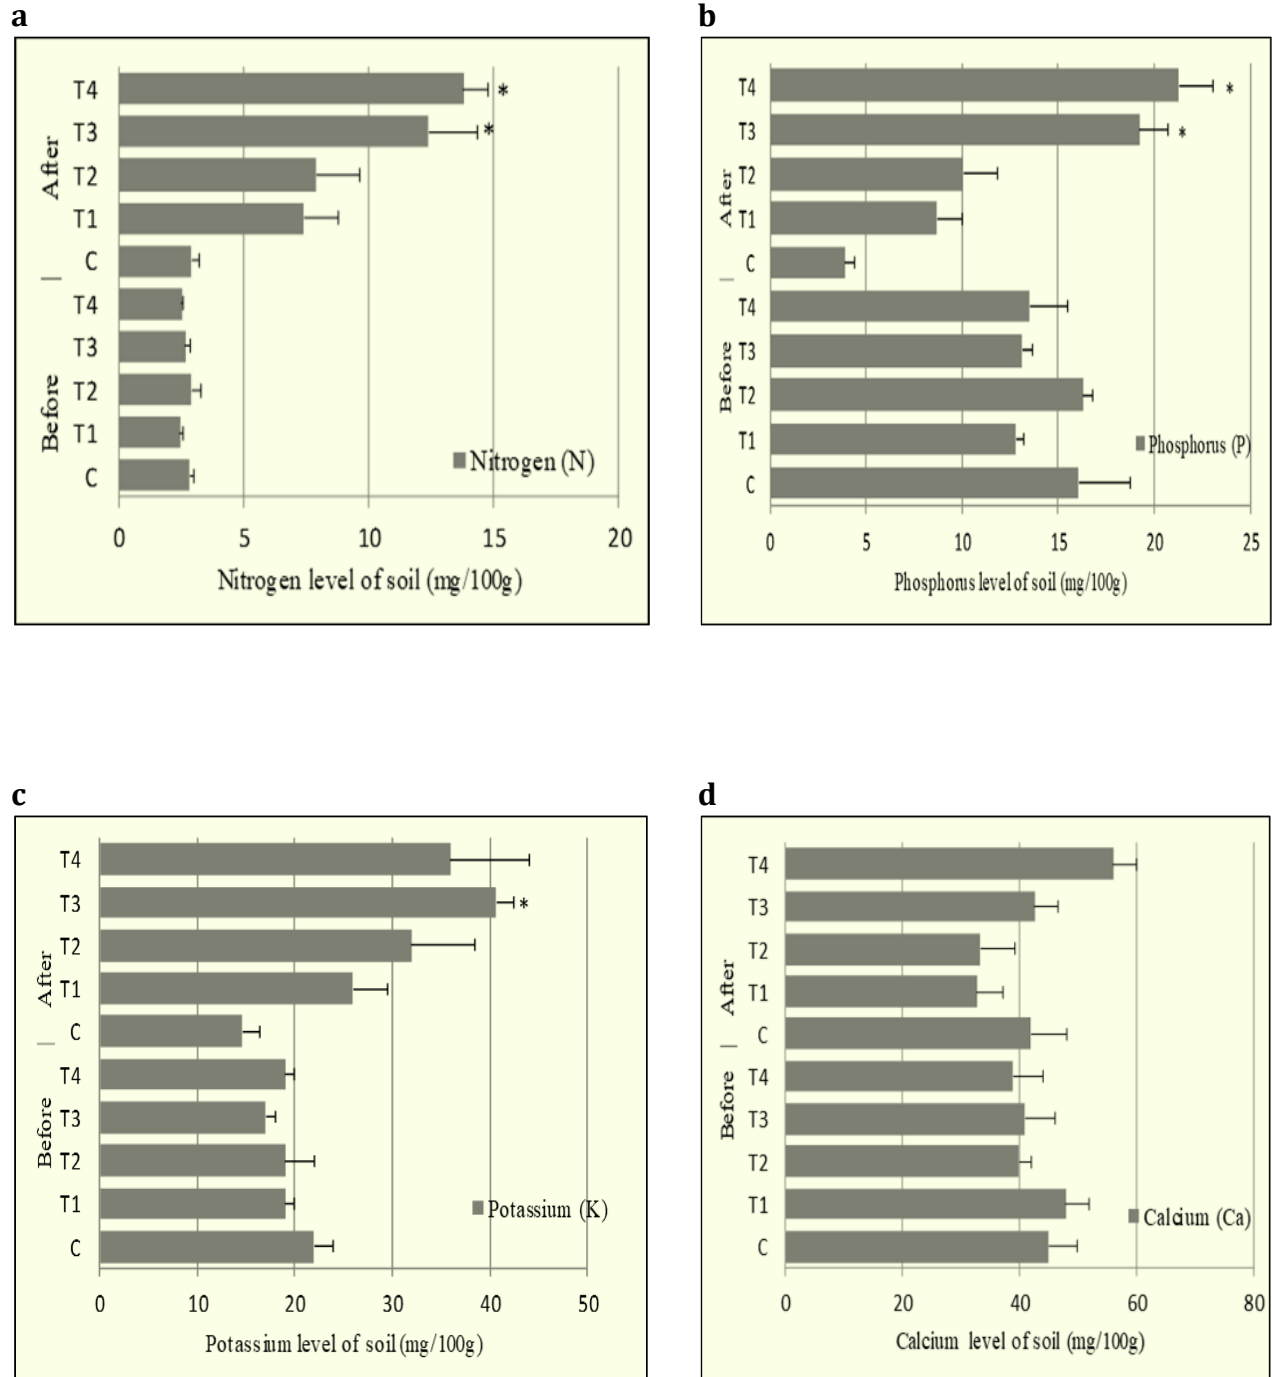 a
After
Before
T4
*
T3
*
T2
T1
C
T4
T3
T2
T1
C
Nitrogen (N)
0 5 10 15 20
Nitrogen level of soil (mg/100g)
b
After
Before
T4
*
T3
*
T2
T1
C
T4
T3
T2
T1
C
Phosphorus (P)
0 5 10 15 20 25
Phosphorus level of soil (mg/100g)
c
After
Before
T4
T3
*
T2
T1
C
T4
T3
T2
T1
C
Potassium (K)
0 10 20 30 40 50
Potassium level of soil (mg/100g)
d
After
Before
T4
T3
T2
T1
C
T4
T3
T2
T1
C
Calcium (Ca)
0 20 40 60 80
Calcium level of soil (mg/100g)